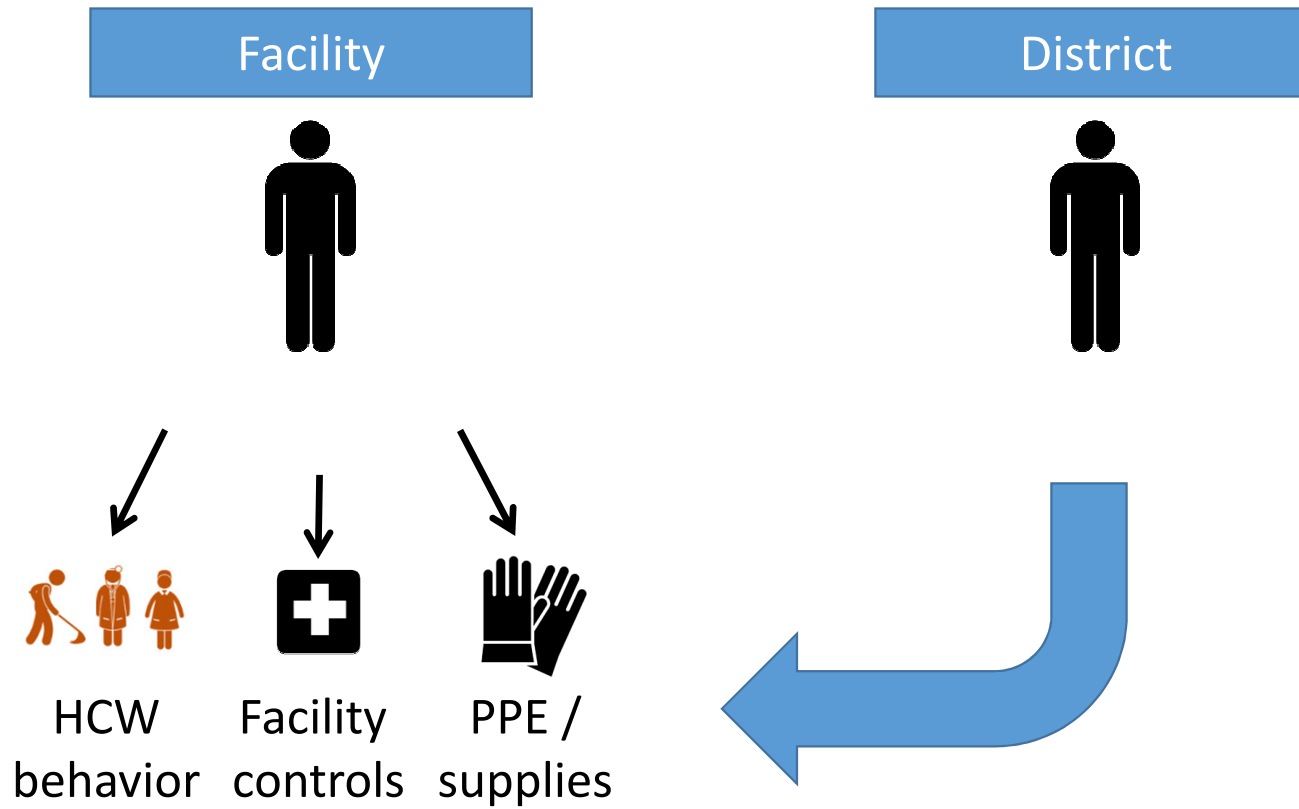 Facility
District
HCW
behavior
Facility
controls
PPE /
supplies